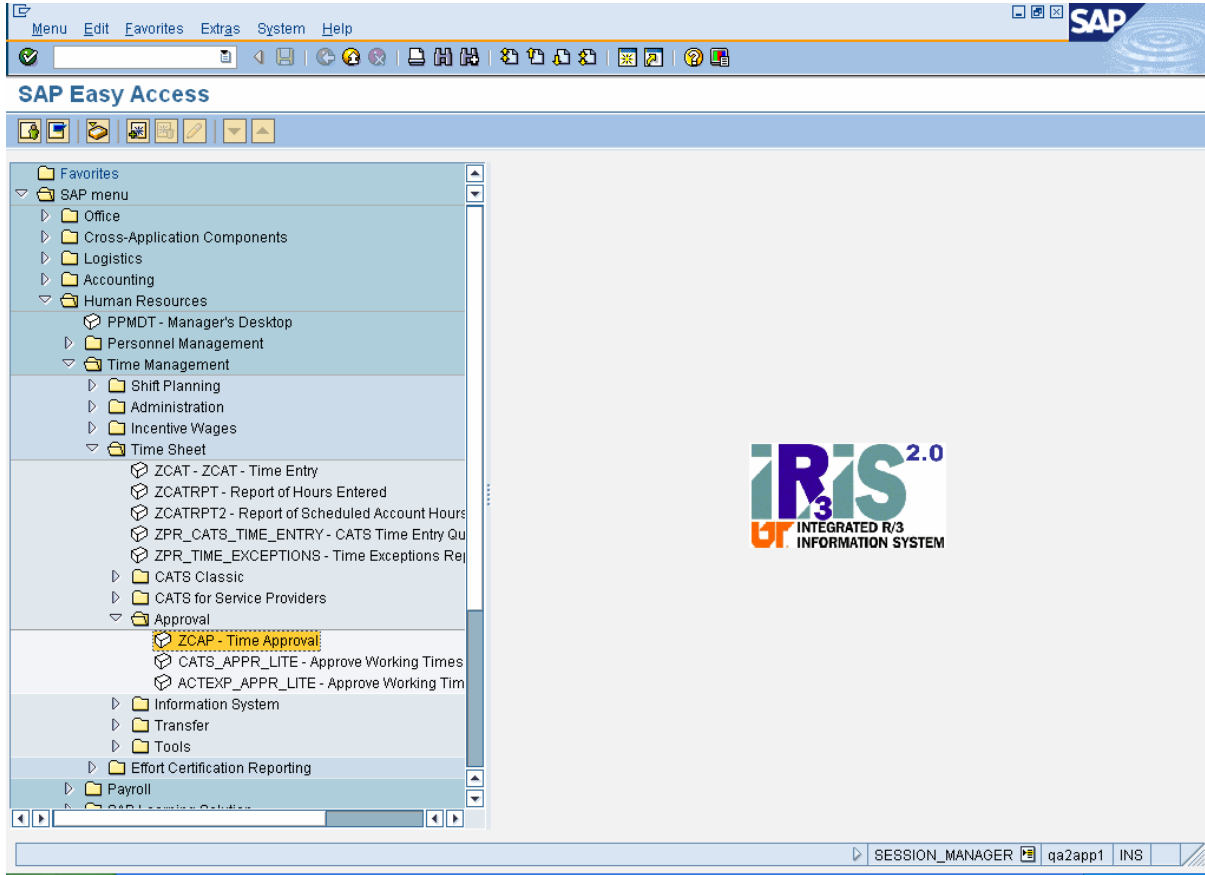 Menu Edit Favorites Extras System Help
SAP
SAP Easy Access
Favorites
SAP menu
Office
Cross-Application Components
Logistics
Accounting
Human Resources
PPMDT - Manager's Desktop
Personnel Management
Time Management
Shift Planning
Administration
Incentive Wages
Time Sheet
ZCAT - ZCAT - Time Entry
ZCATRPT - Report of Hours Entered
ZCATRPT2 - Report of Scheduled Account Hours
ZPR_CATS_TIME_ENTRY - CATS Time Entry Qu
ZPR_TIME_EXCEPTIONS - Time Exceptions Rep
CATS Classic
CATS for Service Providers
Approval
ZCAP - Time Approval
CATS_APPR_LITE - Approve Working Times
ACTEXP_APPR_LITE - Approve Working Tim
Information System
Transfer
Tools
Effort Certification Reporting
Payroll
SAP Learning Solution
iRiS 2.0
3
UT INTEGRATED R/3
INFORMATION SYSTEM
SESSION_MANAGER qa2app1 INS